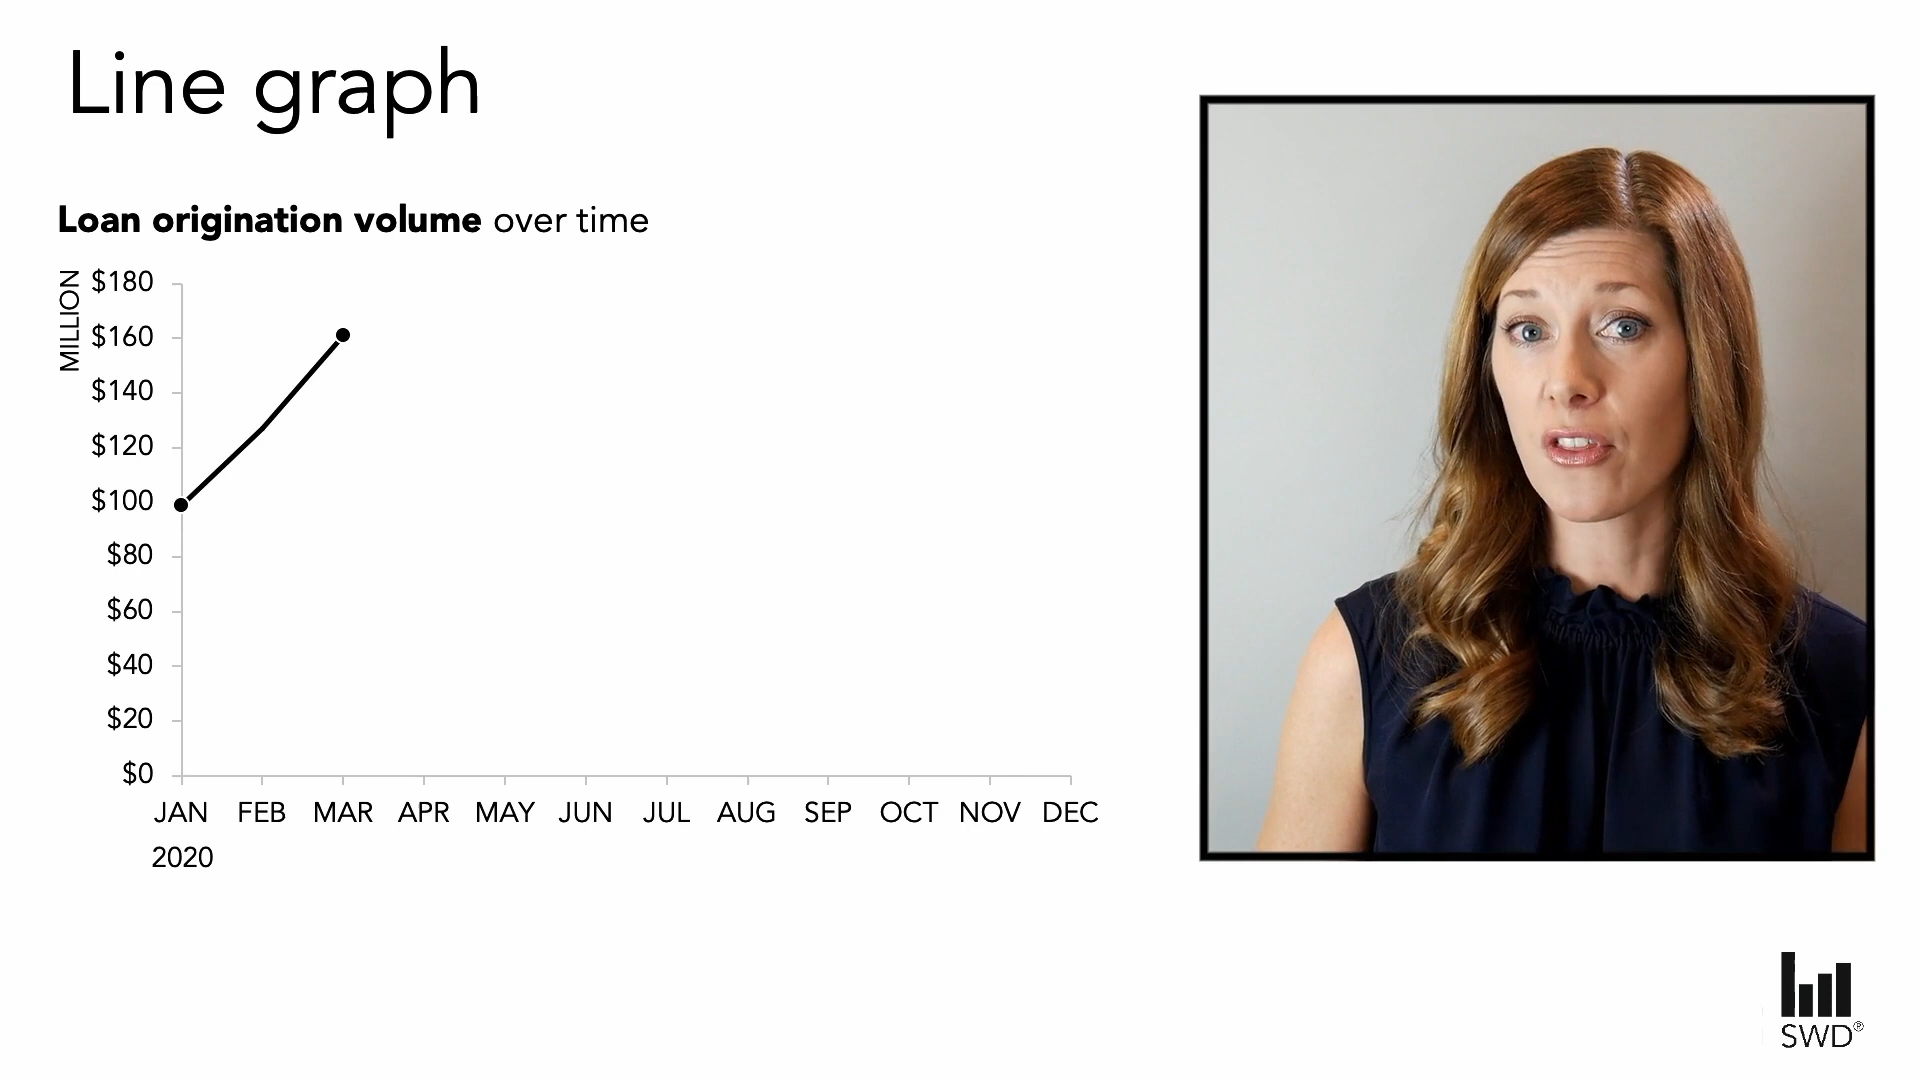 Line graph
Loan origination volume over time
MILLION
$180
$160
$140
$120
$100
$80
$60
$40
$20
$0
JAN FEB MAR APR MAY JUN JUL AUG SEP OCT NOV DEC
2020
SWD®